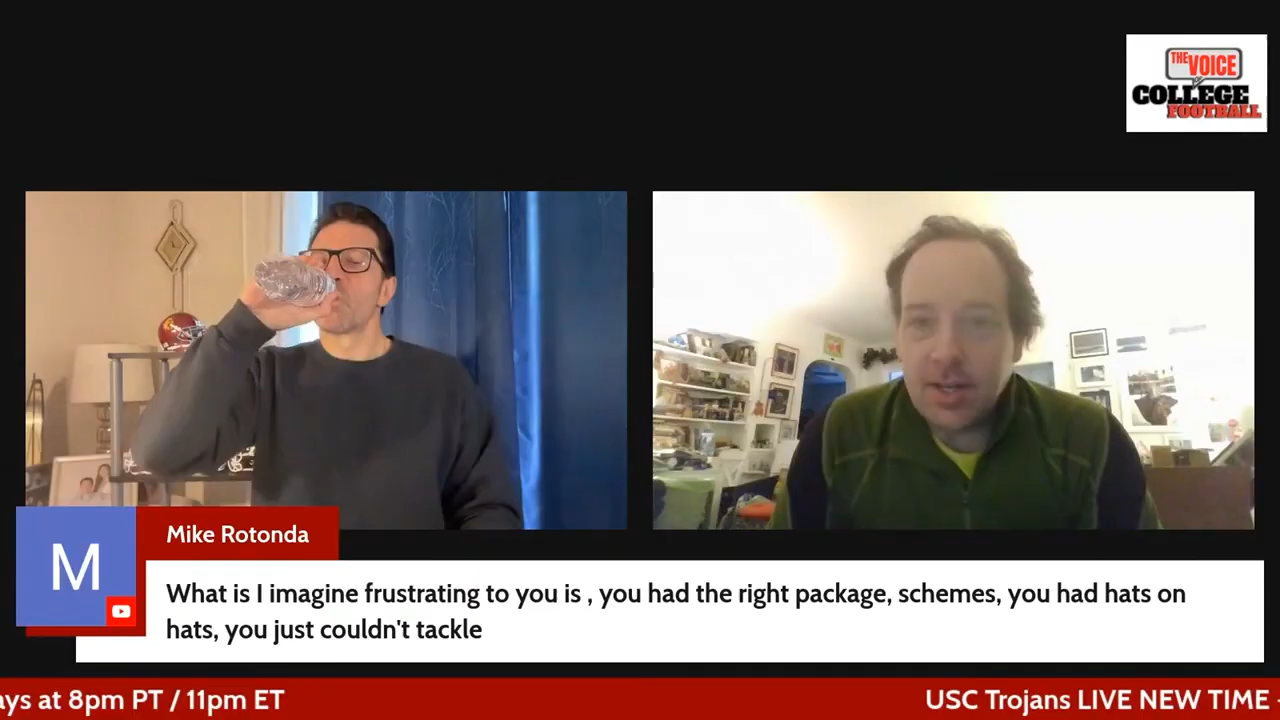 THE VOICE
OF
COLLEGE
FOOTBALL
Mike Rotonda
M
What is I imagine frustrating to you is , you had the right package, schemes, you had hats on
hats, you just couldn't tackle
ays at 8pm PT / 11pm ET
USC Trojans LIVE NEW TIME